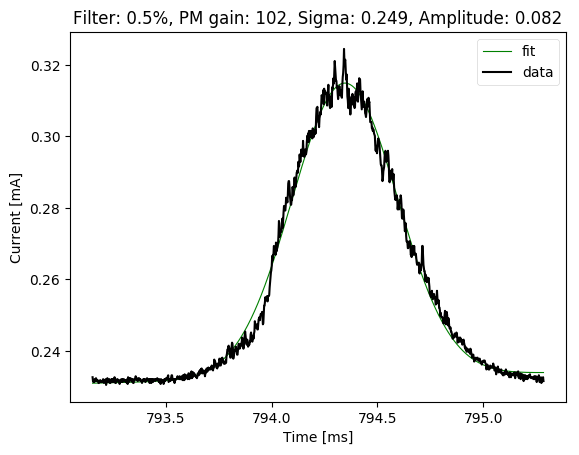 Filter: 0.5%, PM gain: 102, Sigma: 0.249, Amplitude: 0.082
fit
data
0.32
0.30
0.28
0.26
0.24
Current [mA]
793.5 794.0 794.5 795.0
Time [ms]